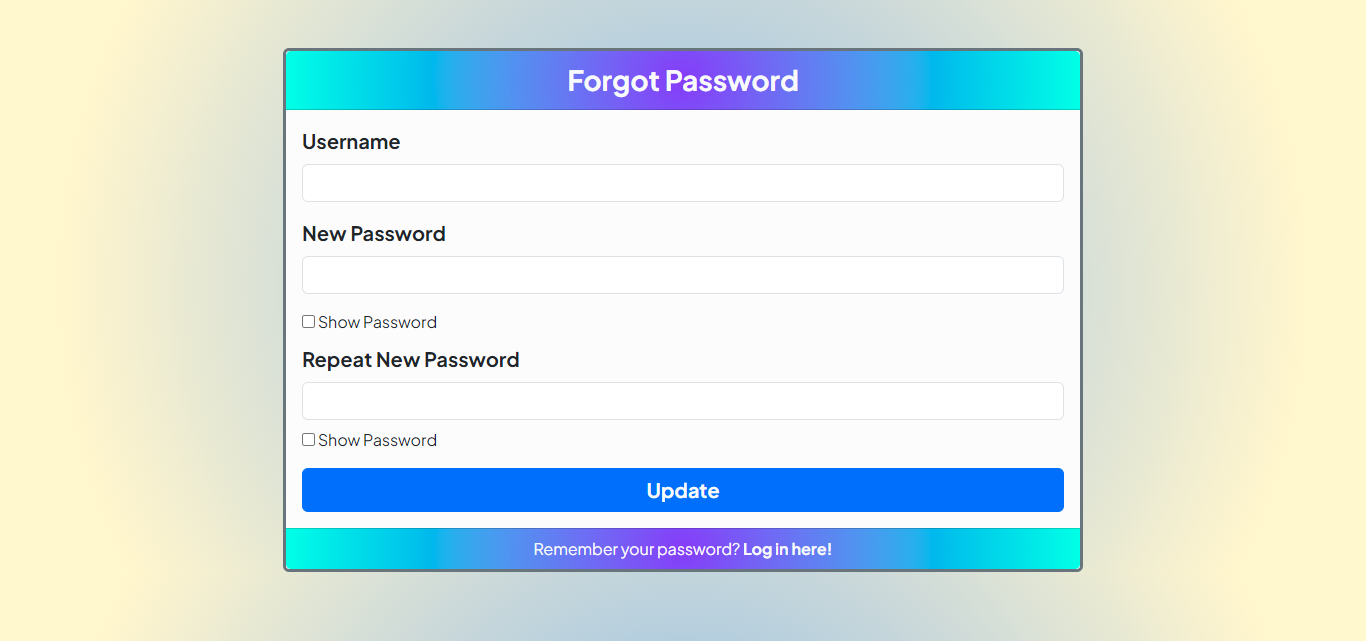 Forgot Password
Username
New Password
Show Password
Repeat New Password
Show Password
Update
Remember your password? Log in here!